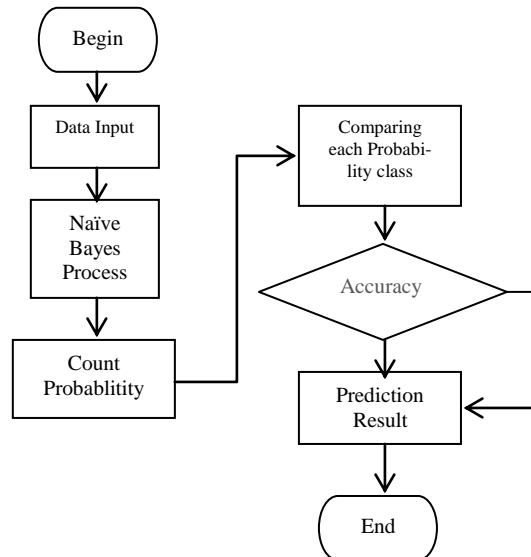 Begin
Data Input
Naïve
Bayes
Process
Count
Probablitity
Comparing
each Probabi-
lity class
Accuracy
Prediction
Result
End